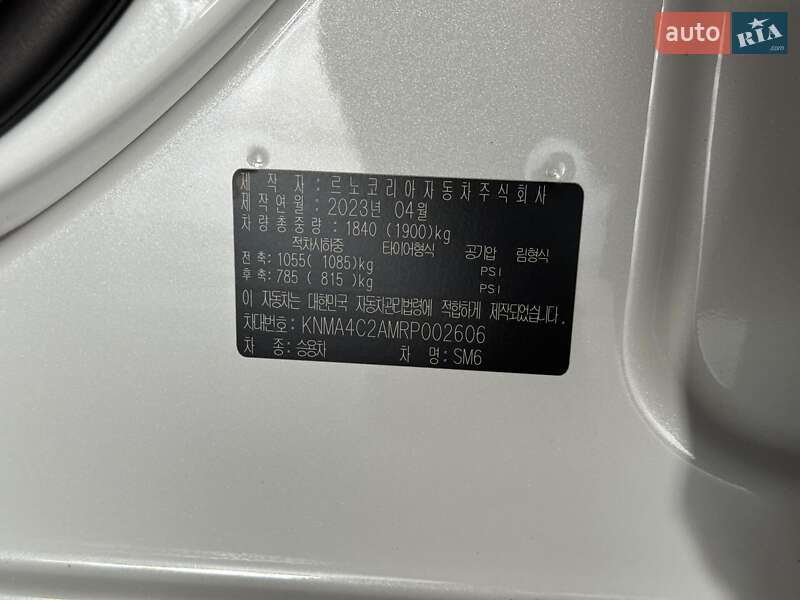 auto RIA .com
제 작 자 : 르노코리아자동차주식회사
제작연월 : 2023년 04월
차량총중량 : 1840 (1900)kg
적차시하중 타이어형식 공기압 림형식
전축: 1055( 1085)kg PSI
후축: 785 ( 815 )kg PSI
이 자동차는 대한민국 자동차관리법령에 적합하게 제작되었습니다.
차대번호: KNMA4C2AMRP002606
차 종: 승용차 차 명: SM6